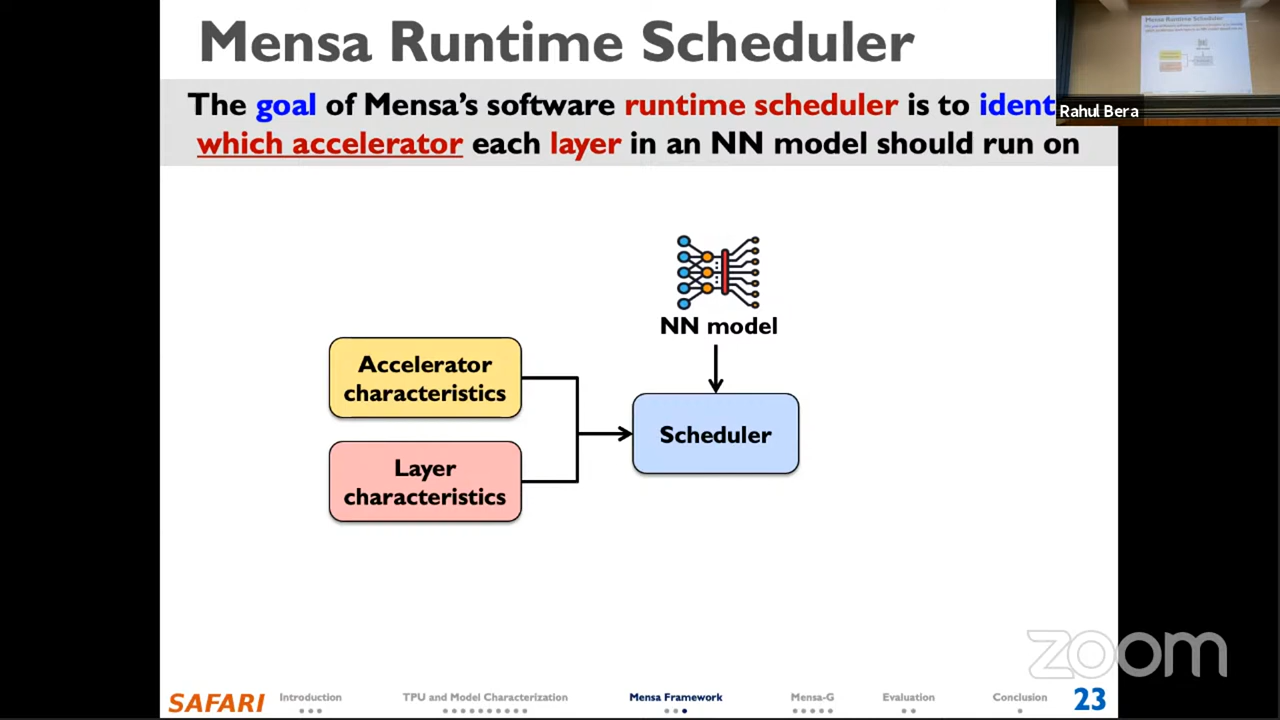 Mensa Runtime Scheduler
The goal of Mensa's software runtime scheduler is to ident
which accelerator each layer in an NN model should run on
Rahul Bera
NN model
Accelerator
characteristics
Scheduler
Layer
characteristics
zoom
SAFARI
Introduction
TPU and Model Characterization
Mensa Framework
Mensa-G
Evaluation
Conclusion
23